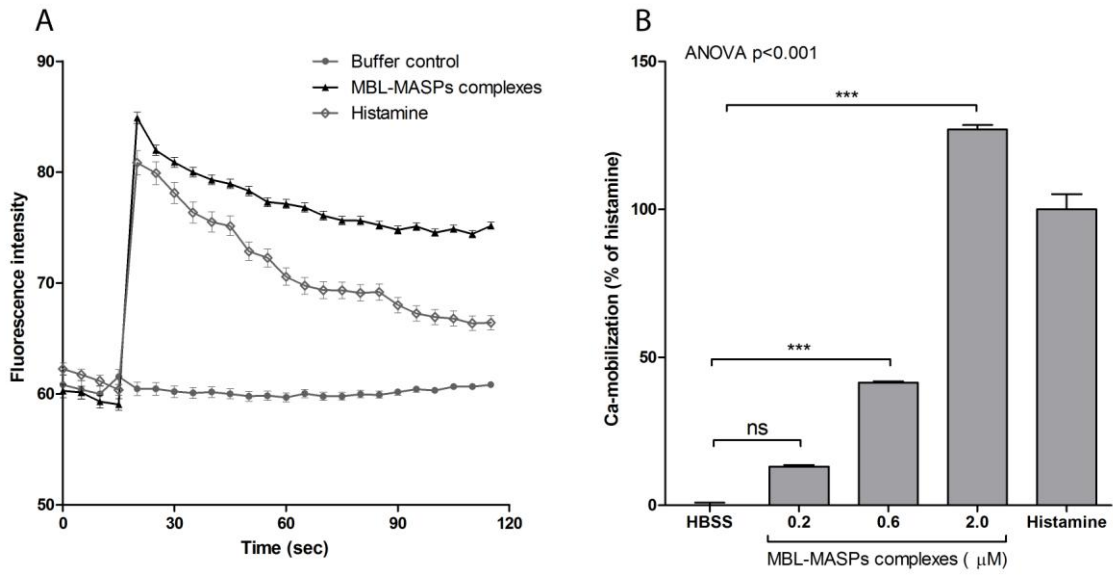 A
Buffer control
MBL-MASPs complexes
Histamine
90
80
70
60
50
Fluorescence intensity
0 30 60 90 120
Time (sec)
B
ANOVA p<0.001
150
100
50
0
Ca-mobilization (% of histamine)
***
***
ns
HBSS 0.2 0.6 2.0 Histamine
MBL-MASPs complexes ( μM)